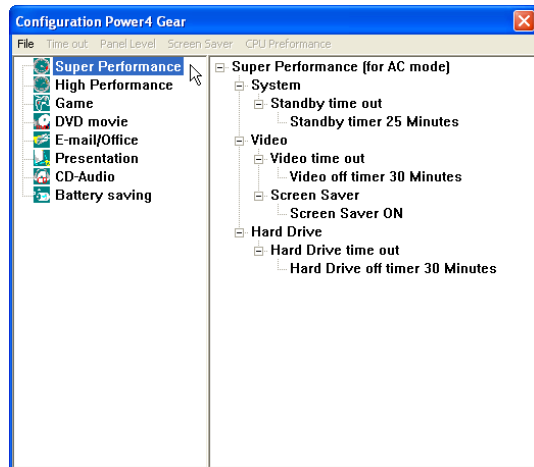 Configuration Power4 Gear
File Time out Panel Level Screen Saver CPU Preformance
Super Performance
High Performance
Game
DVD movie
E-mail/Office
Presentation
CD-Audio
Battery saving
Super Performance (for AC mode)
System
Standby time out
Standby timer 25 Minutes
Video
Video time out
Video off timer 30 Minutes
Screen Saver
Screen Saver ON
Hard Drive
Hard Drive time out
Hard Drive off timer 30 Minutes